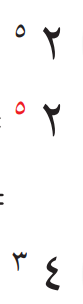 ٢ ٥
٢ ٥
=
٤ ٣